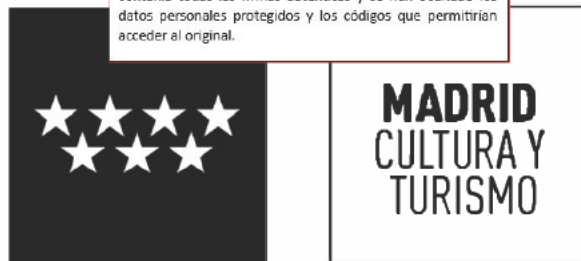 datos personales protegidos y los códigos que permitirían
acceder al original.
MADRID
CULTURA Y
TURISMO